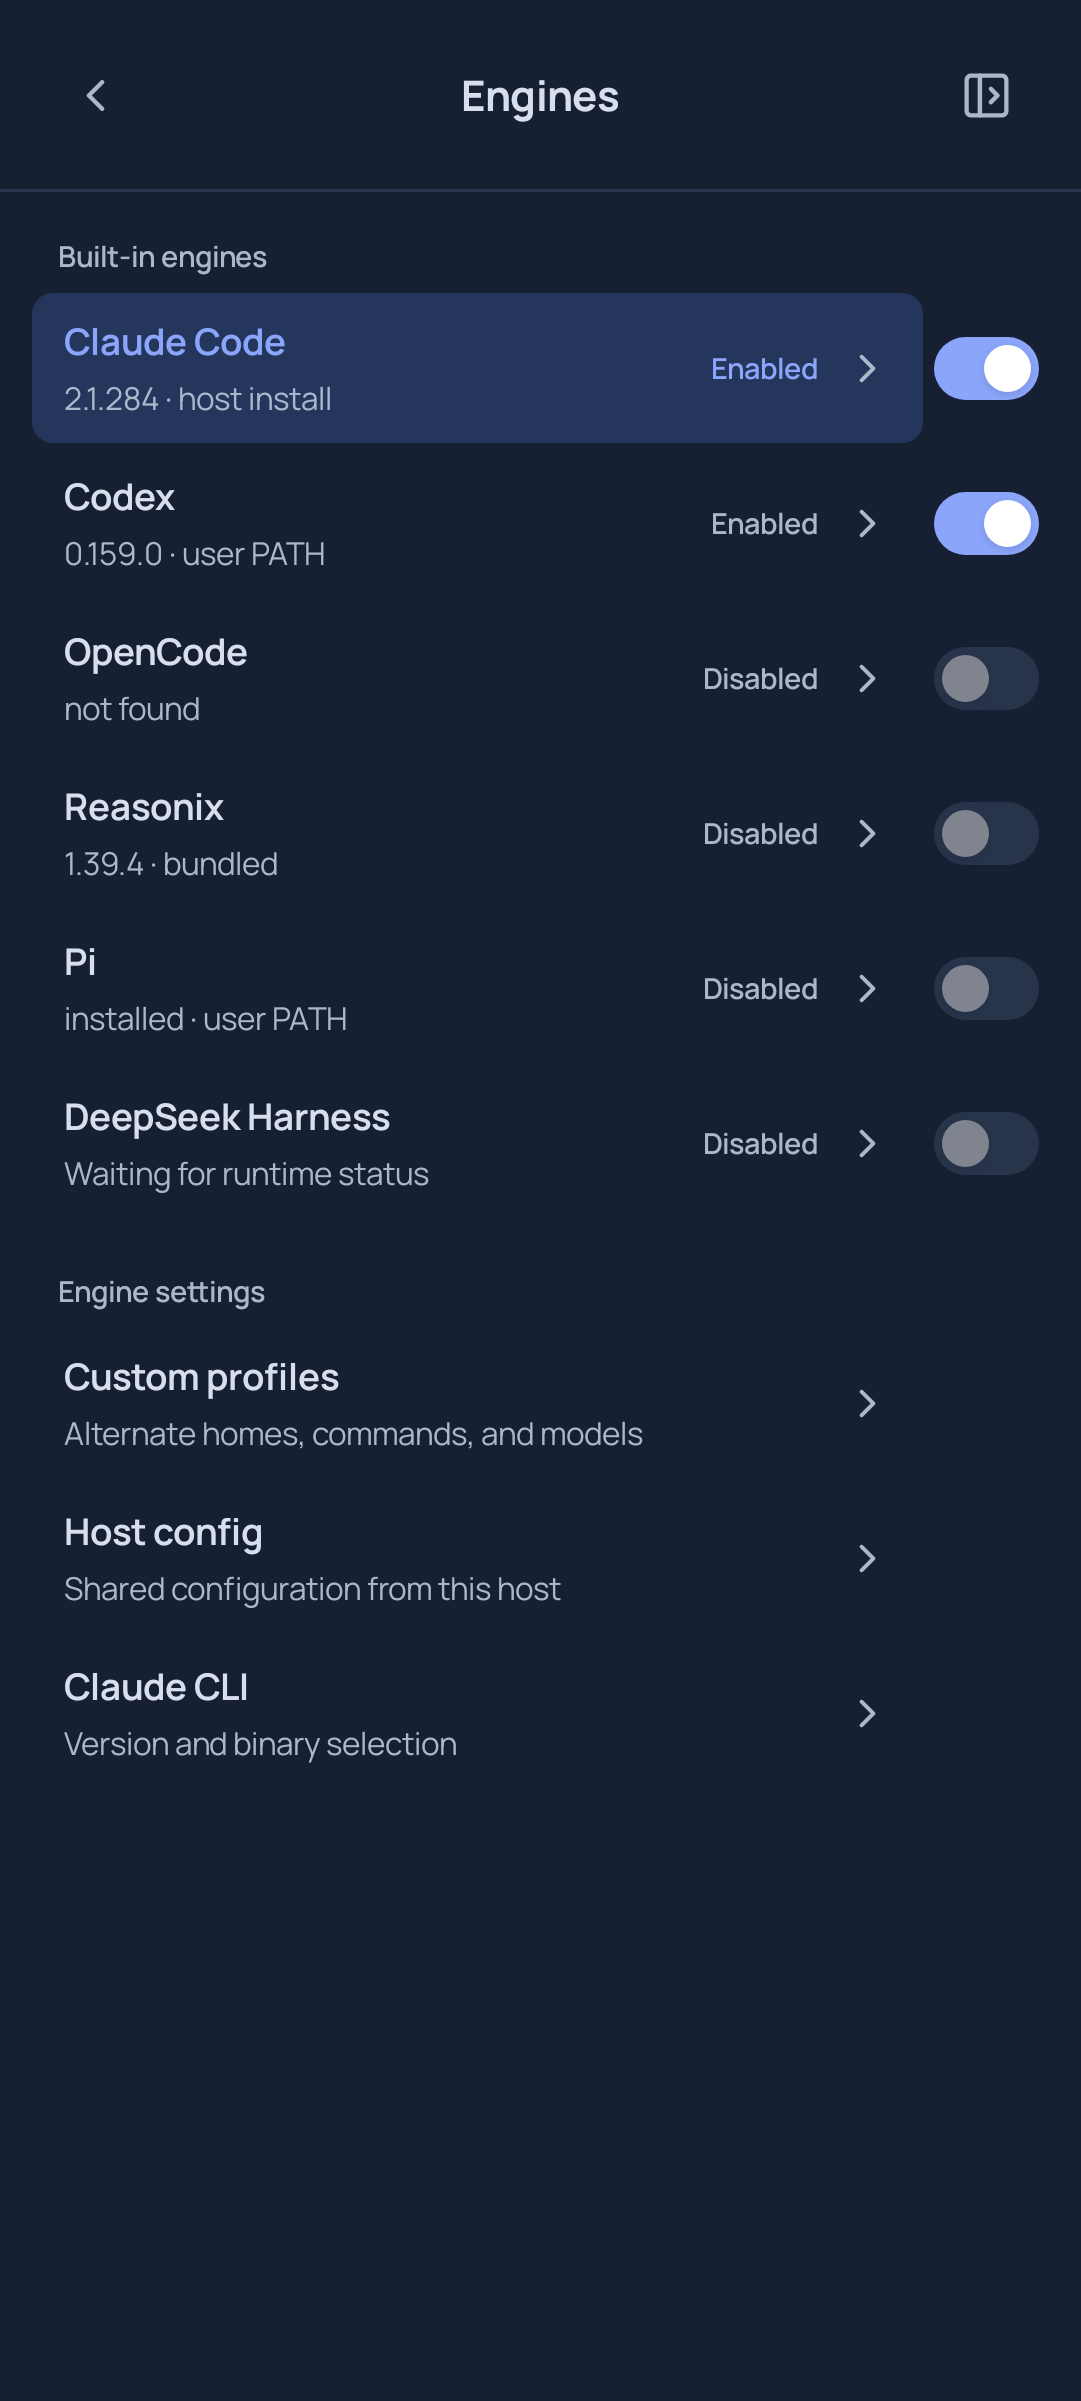 Engines
Built-in engines
Claude Code
Enabled
2.1.284 · host install
Codex
Enabled
0.159.0 · user PATH
OpenCode
Disabled
not found
Reasonix
Disabled
1.39.4 · bundled
Pi
Disabled
installed · user PATH
DeepSeek Harness
Disabled
Waiting for runtime status
Engine settings
Custom profiles
Alternate homes, commands, and models
Host config
Shared configuration from this host
Claude CLI
Version and binary selection